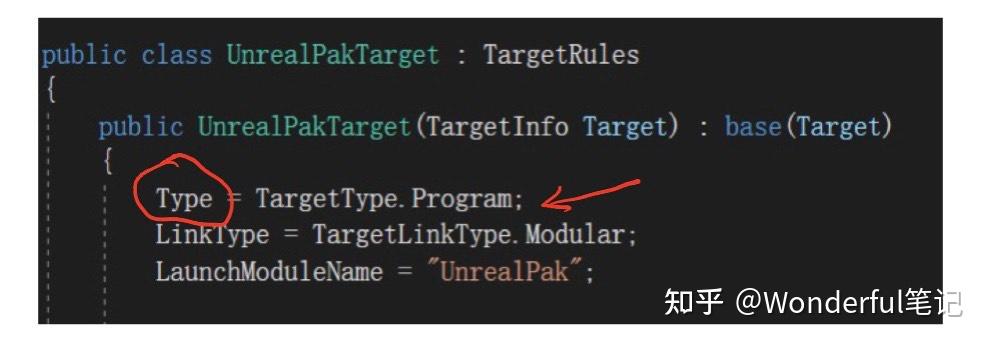 public class UnrealPakTarget : TargetRules
{
public UnrealPakTarget(TargetInfo Target) : base(Target)
{
Type = TargetType.Program;
LinkType = TargetLinkType.Modular;
LaunchModuleName = "UnrealPak";
知乎 @Wonderful笔记